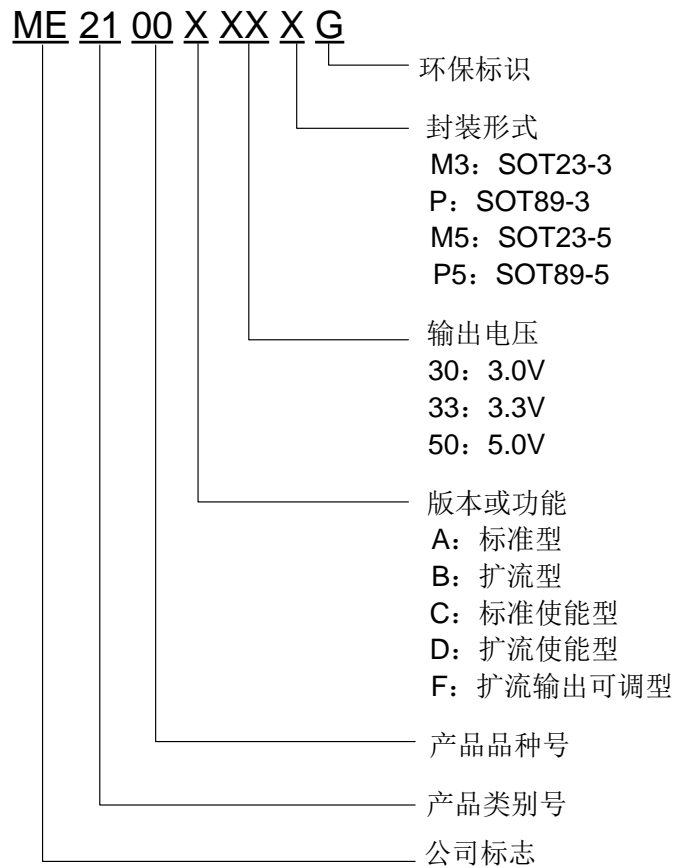 ME 21 00 X XX X G
环保标识
封装形式
M3：SOT23-3
P：SOT89-3
M5：SOT23-5
P5：SOT89-5
输出电压
30：3.0V
33：3.3V
50：5.0V
版本或功能
A：标准型
B：扩流型
C：标准使能型
D：扩流使能型
F：扩流输出可调型
产品品种号
产品类别号
公司标志